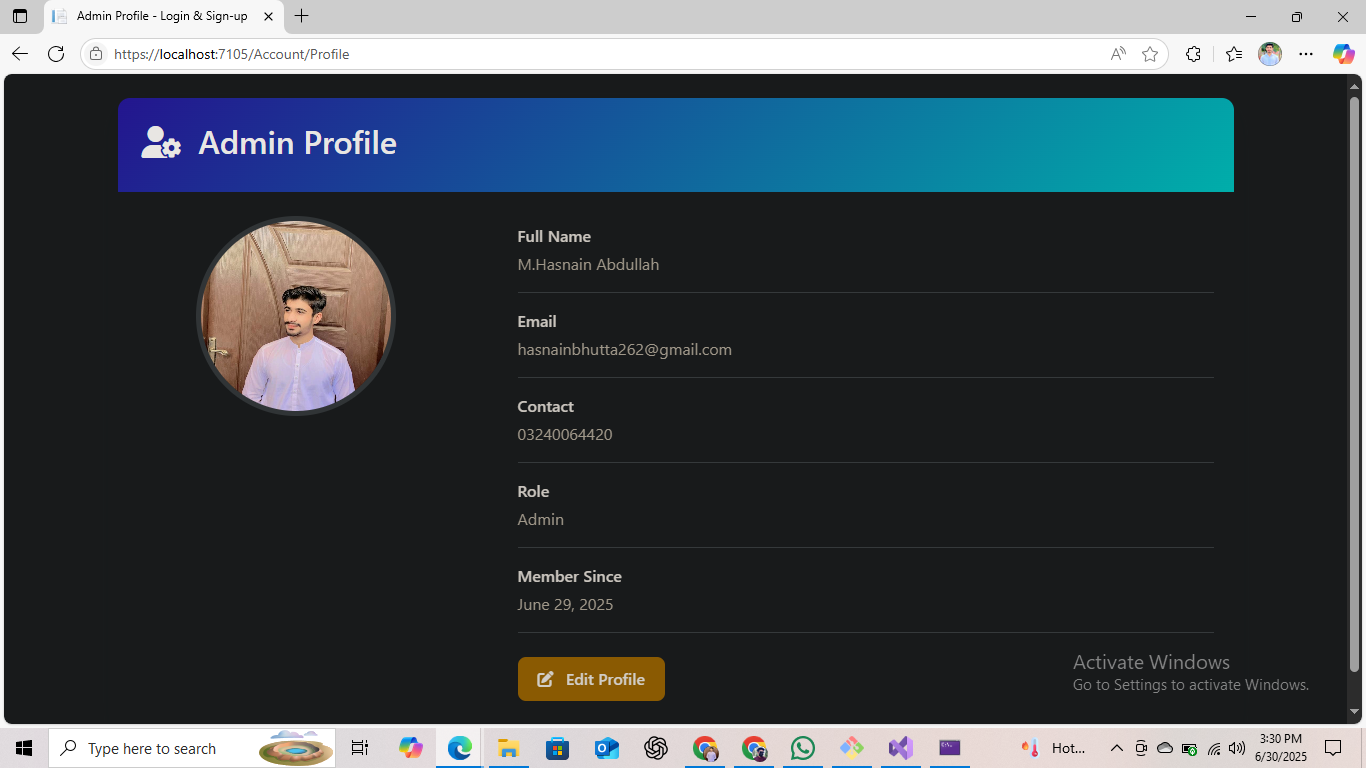 Admin Profile - Login & Sign-up
https://localhost:7105/Account/Profile
Admin Profile
Full Name
M.Hasnain Abdullah
Email
hasnainbhutta262@gmail.com
Contact
03240064420
Role
Admin
Member Since
June 29, 2025
Edit Profile
Activate Windows
Go to Settings to activate Windows.
Type here to search
Hot...
3:30 PM
6/30/2025